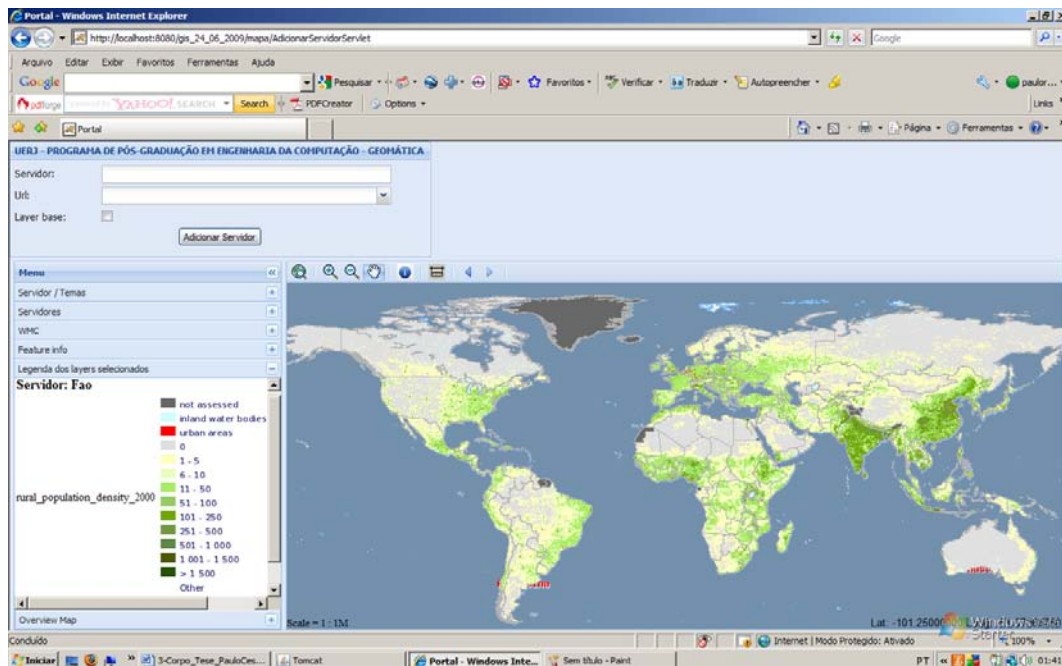 Portal - Windows Internet Explorer
http://localhost:8080/gis_24_06_2009/mapa/AdicionarServidorServlet
Google
Arquivo Editar Exibir Favoritos Ferramentas Ajuda
Google Pesquisar Favoritos Verificar Traduzir Autopreencher paulor...
pdfforge YAHOO! SEARCH Search PDFCreator Options Links
Portal Página Ferramentas
UERJ - PROGRAMA DE PÓS-GRADUAÇÃO EM ENGENHARIA DA COMPUTAÇÃO - GEOMÁTICA
Servidor:
Url:
Layer base:
Adicionar Servidor
Menu
Servidor / Temas
Servidores
WMC
Feature info
Legenda dos layers selecionados
Servidor: Fao
rural_population_density_2000
not assessed
inland water bodies
urban areas
0
1 - 5
6 - 10
11 - 50
51 - 100
101 - 250
251 - 500
501 - 1 000
1 001 - 1 500
> 1 500
Other
Overview Map
Scale = 1 : 1M
Lat: -101.25000
Windows
Starter
Concluído
Internet | Modo Protegido: Ativado
100%
Iniciar
3-Corpo_Tese_PauloCes...
Tomcat
Portal - Windows Inte...
Sem título - Paint
PT
01:41